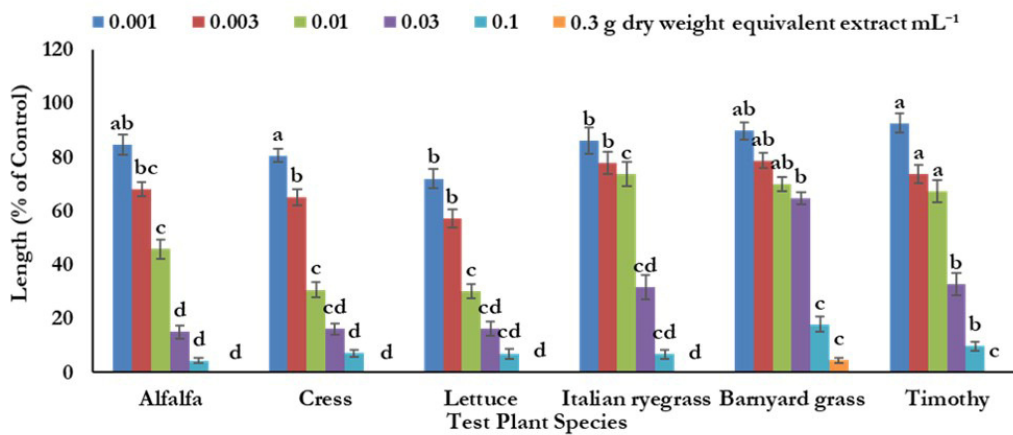 0.001 0.003 0.01 0.03 0.1 0.3 g dry weight equivalent extract mL⁻¹
Length (% of Control)
120
100
80
60
40
20
0
ab bc c d d d
a b c cd d d
b b c cd cd d
b c c cd cd d
ab ab ab b c c
a a a b b c
Alfalfa Cress Lettuce Italian ryegrass Barnyard grass Timothy
Test Plant Species